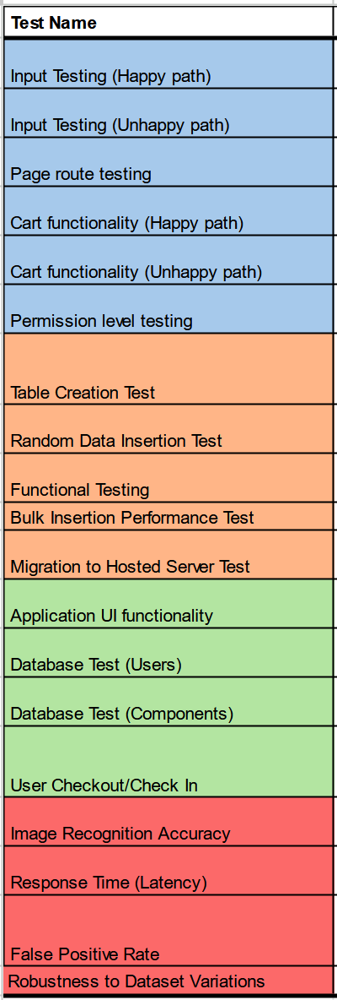 Test Name
Input Testing (Happy path)
Input Testing (Unhappy path)
Page route testing
Cart functionality (Happy path)
Cart functionality (Unhappy path)
Permission level testing
Table Creation Test
Random Data Insertion Test
Functional Testing
Bulk Insertion Performance Test
Migration to Hosted Server Test
Application UI functionality
Database Test (Users)
Database Test (Components)
User Checkout/Check In
Image Recognition Accuracy
Response Time (Latency)
False Positive Rate
Robustness to Dataset Variations